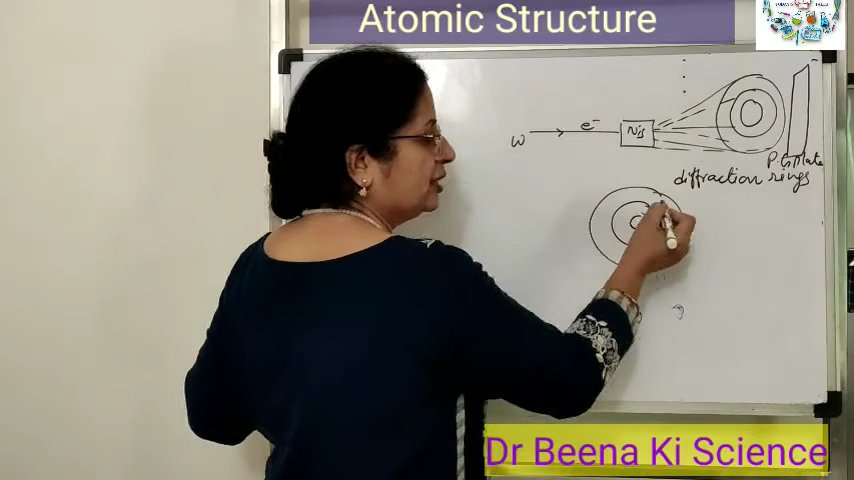 Atomic Structure
W
e⁻
Ni
P.G Plate
diffraction rings
Dr Beena Ki Science